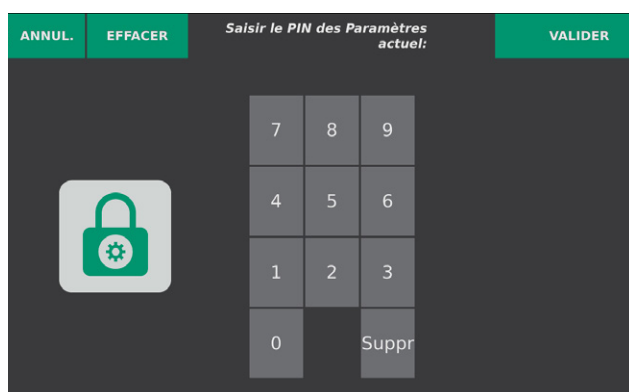 ANNUL.
EFFACER
Saisir le PIN des Paramètres
actuel:
VALIDER
7 8 9
4 5 6
1 2 3
0 Suppr